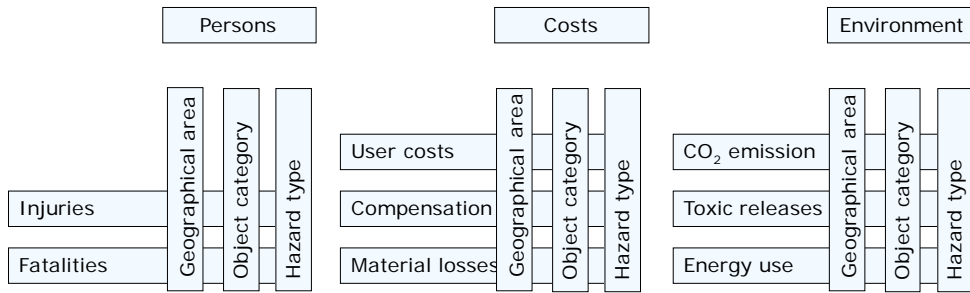 Persons
Costs
Environment
Injuries
Fatalities
Geographical area
Object category
Hazard type
User costs
Compensation
Material losses
Geographical area
Object category
Hazard type
CO₂ emission
Toxic releases
Energy use
Geographical area
Object category
Hazard type